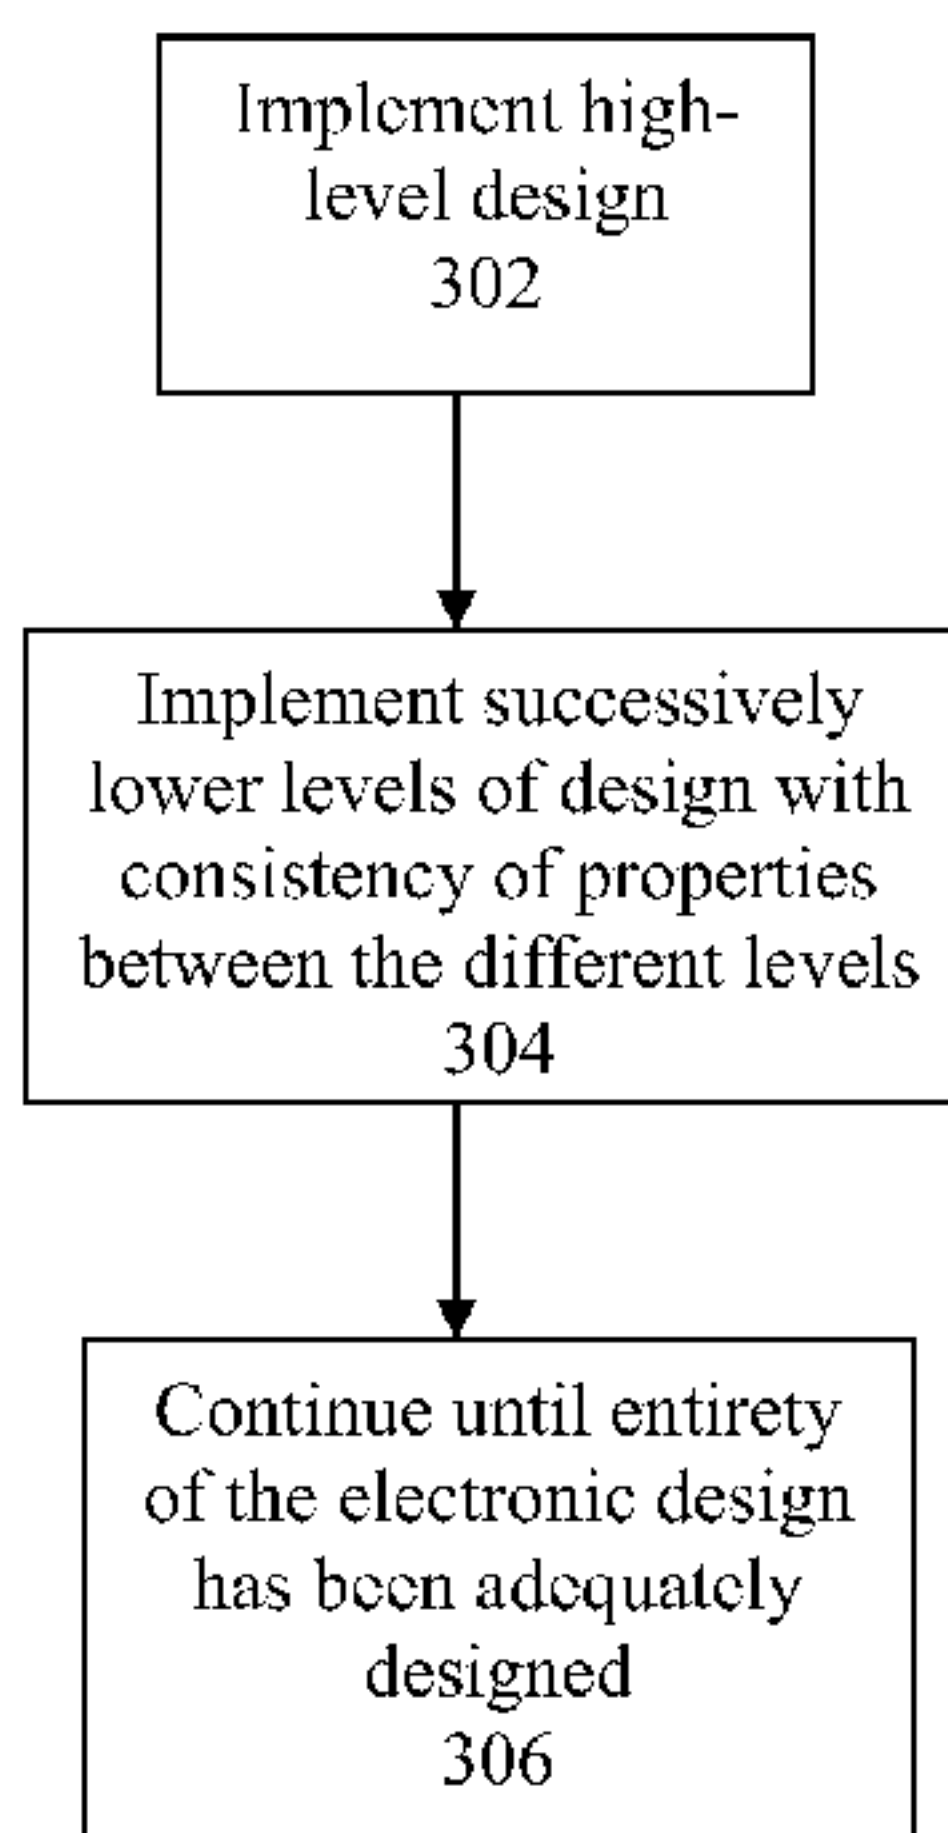 Implement high-
level design
302
Implement successively
lower levels of design with
consistency of properties
between the different levels
304
Continue until entirety
of the electronic design
has been adequately
designed
306